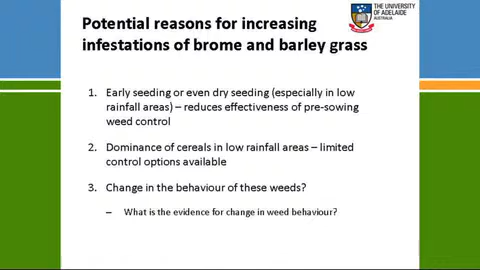 Potential reasons for increasing
infestations of brome and barley grass
THE UNIVERSITY
OF ADELAIDE
AUSTRALIA
1. Early seeding or even dry seeding (especially in low
rainfall areas) – reduces effectiveness of pre-sowing
weed control
2. Dominance of cereals in low rainfall areas – limited
control options available
3. Change in the behaviour of these weeds?
– What is the evidence for change in weed behaviour?